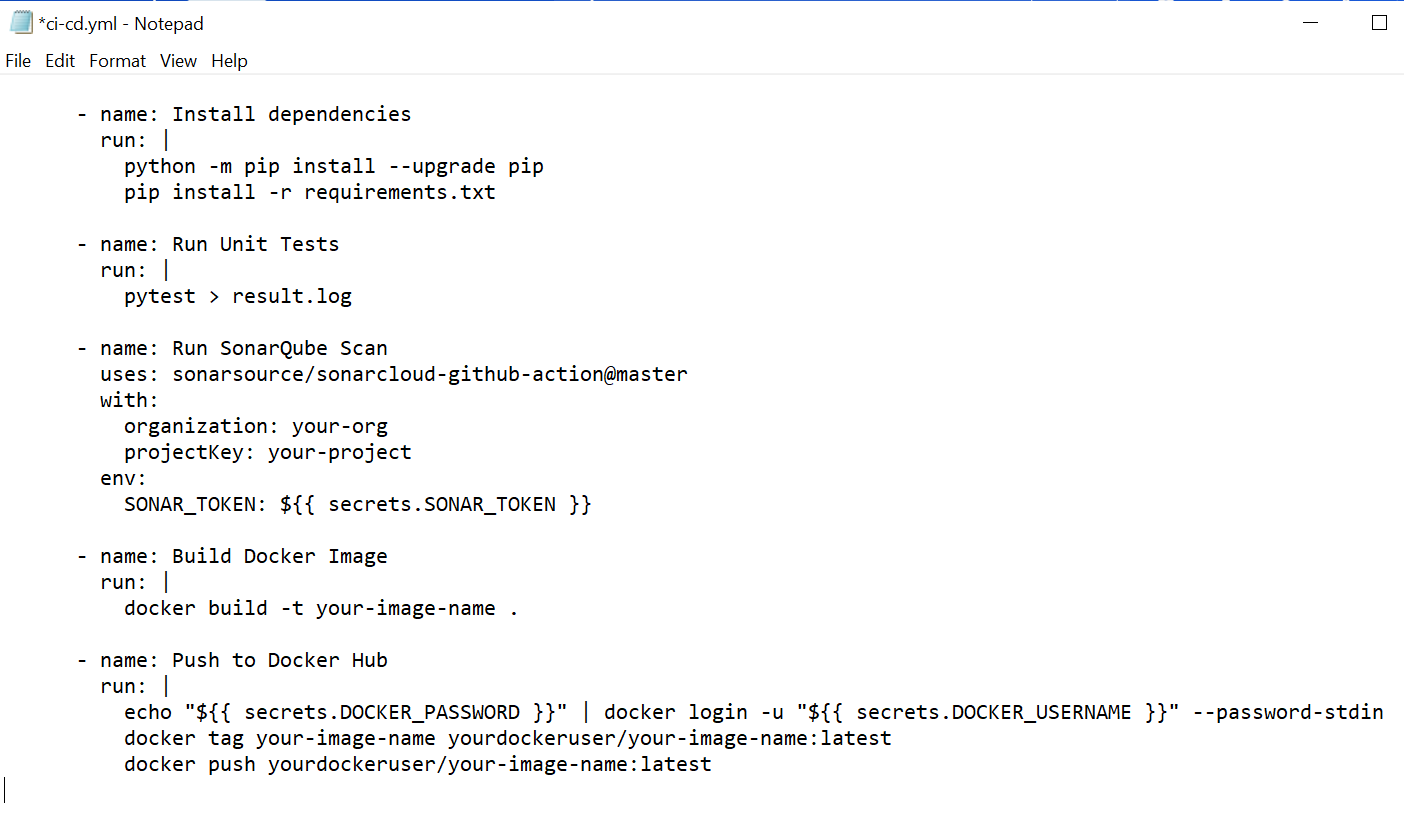 *ci-cd.yml - Notepad
File Edit Format View Help
- name: Install dependencies
run: |
python -m pip install --upgrade pip
pip install -r requirements.txt
- name: Run Unit Tests
run: |
pytest > result.log
- name: Run SonarQube Scan
uses: sonarsource/sonarcloud-github-action@master
with:
organization: your-org
projectKey: your-project
env:
SONAR_TOKEN: ${{ secrets.SONAR_TOKEN }}
- name: Build Docker Image
run: |
docker build -t your-image-name .
- name: Push to Docker Hub
run: |
echo "${{ secrets.DOCKER_PASSWORD }}" | docker login -u "${{ secrets.DOCKER_USERNAME }}" --password-stdin
docker tag your-image-name yourdockeruser/your-image-name:latest
docker push yourdockeruser/your-image-name:latest